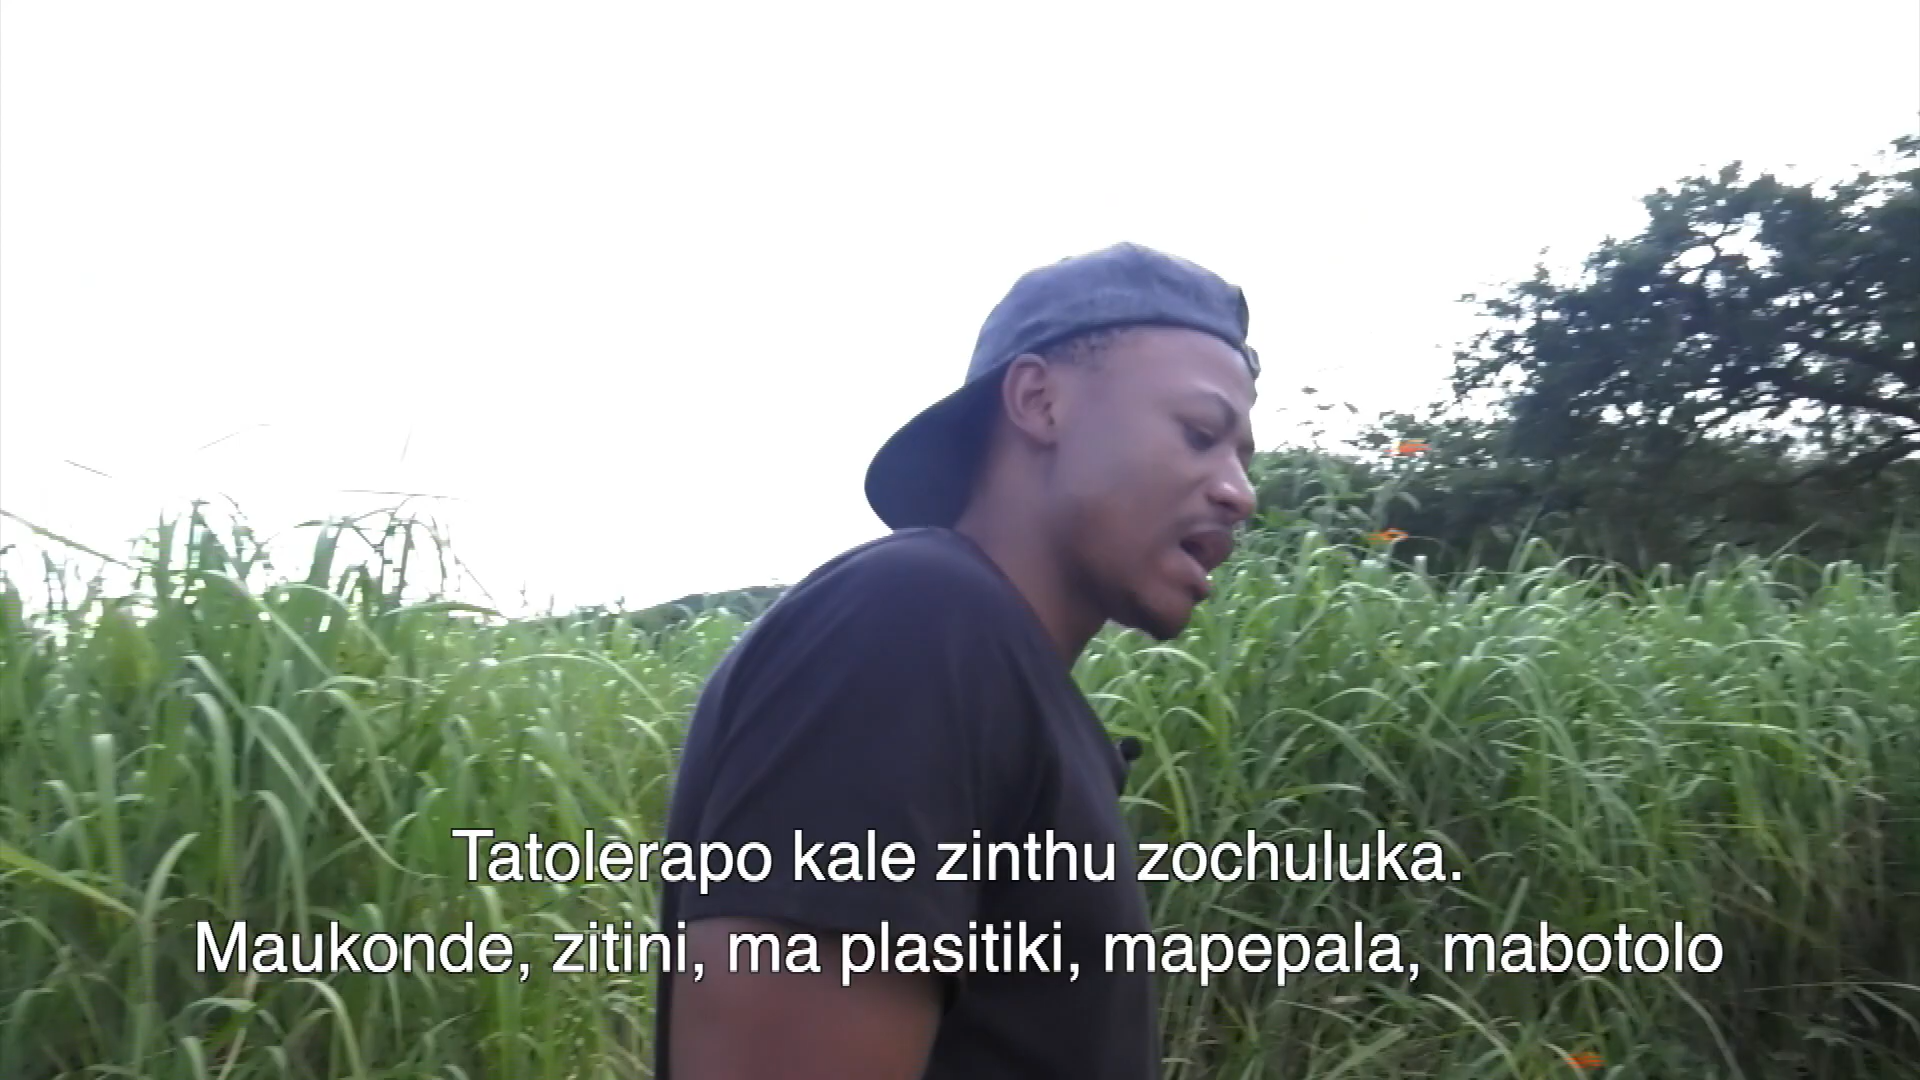 Tatolerapo kale zinthu zochuluka.
Maukonde, zitini, ma plasitiki, mapepala, mabotolo